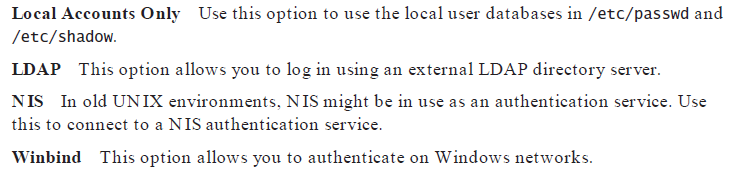 Local Accounts Only Use this option to use the local user databases in /etc/passwd and
/etc/shadow.
LDAP This option allows you to log in using an external LDAP directory server.
NIS In old UNIX environments, NIS might be in use as an authentication service. Use
this to connect to a NIS authentication service.
Winbind This option allows you to authenticate on Windows networks.